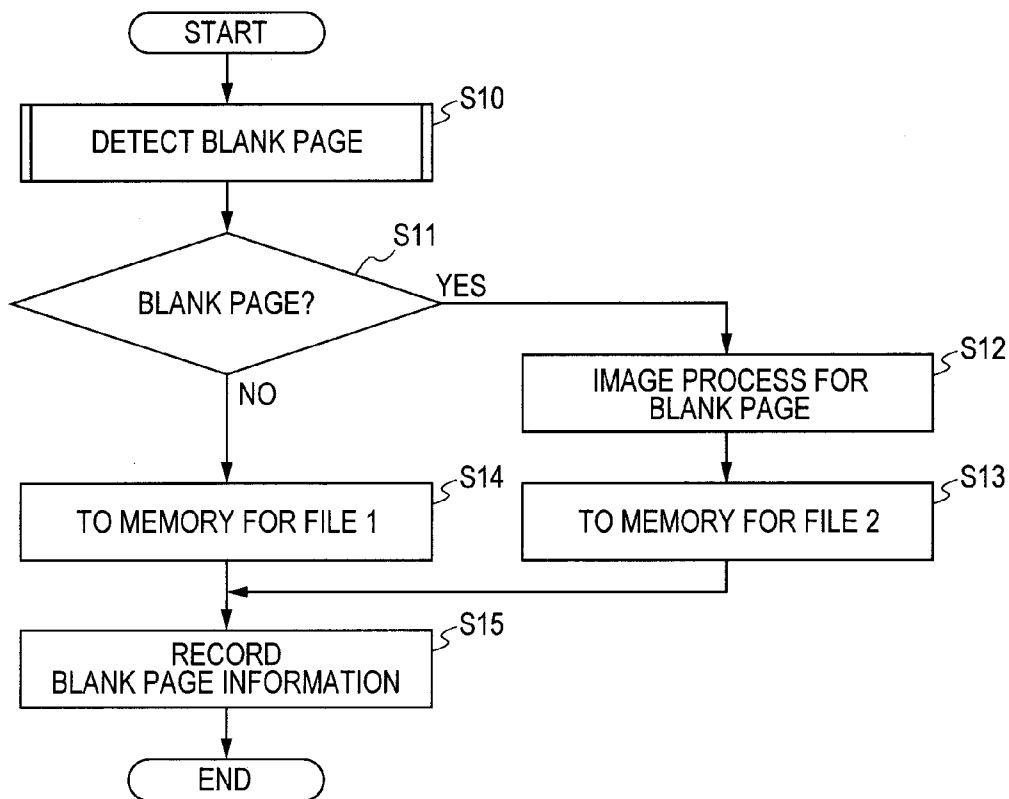 START
S10
DETECT BLANK PAGE
S11
BLANK PAGE?
YES
NO
S12
IMAGE PROCESS FOR
BLANK PAGE
S14
TO MEMORY FOR FILE 1
S13
TO MEMORY FOR FILE 2
S15
RECORD
BLANK PAGE INFORMATION
END